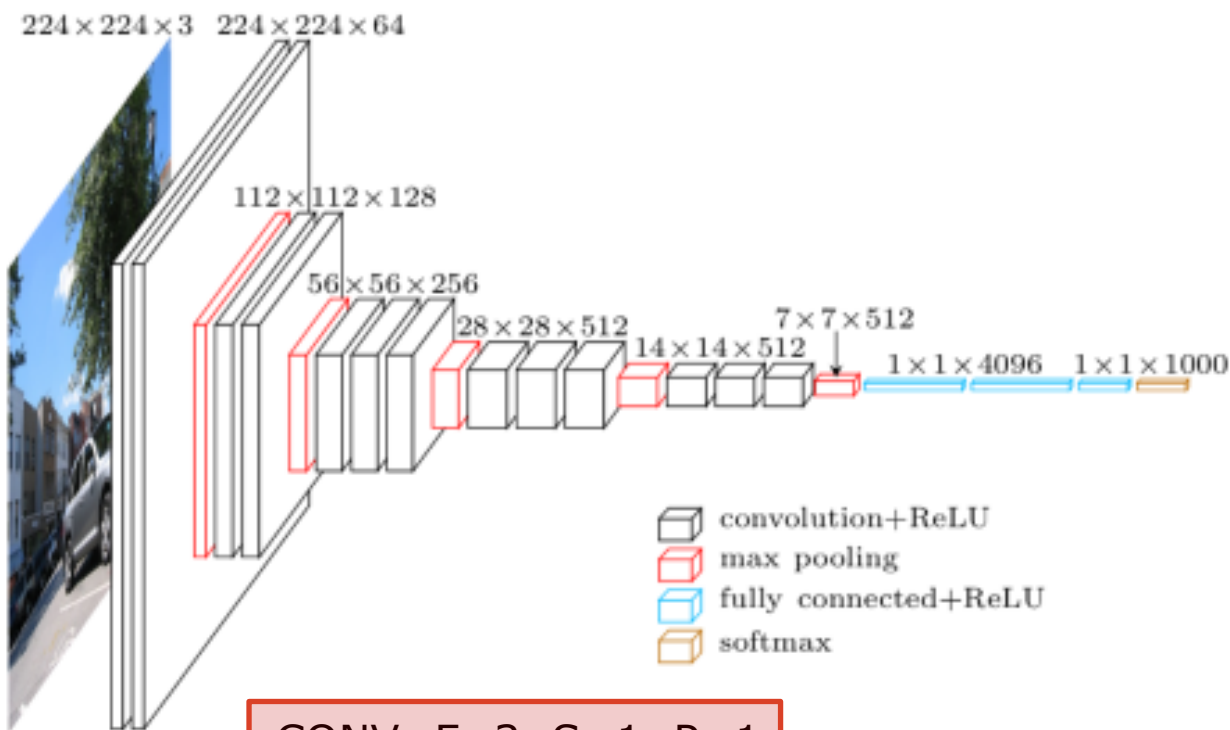 224×224×3 224×224×64
112×112×128
56×56×256
28×28×512
14×14×512
7×7×512
1×1×4096
1×1×1000
convolution+ReLU
max pooling
fully connected+ReLU
softmax